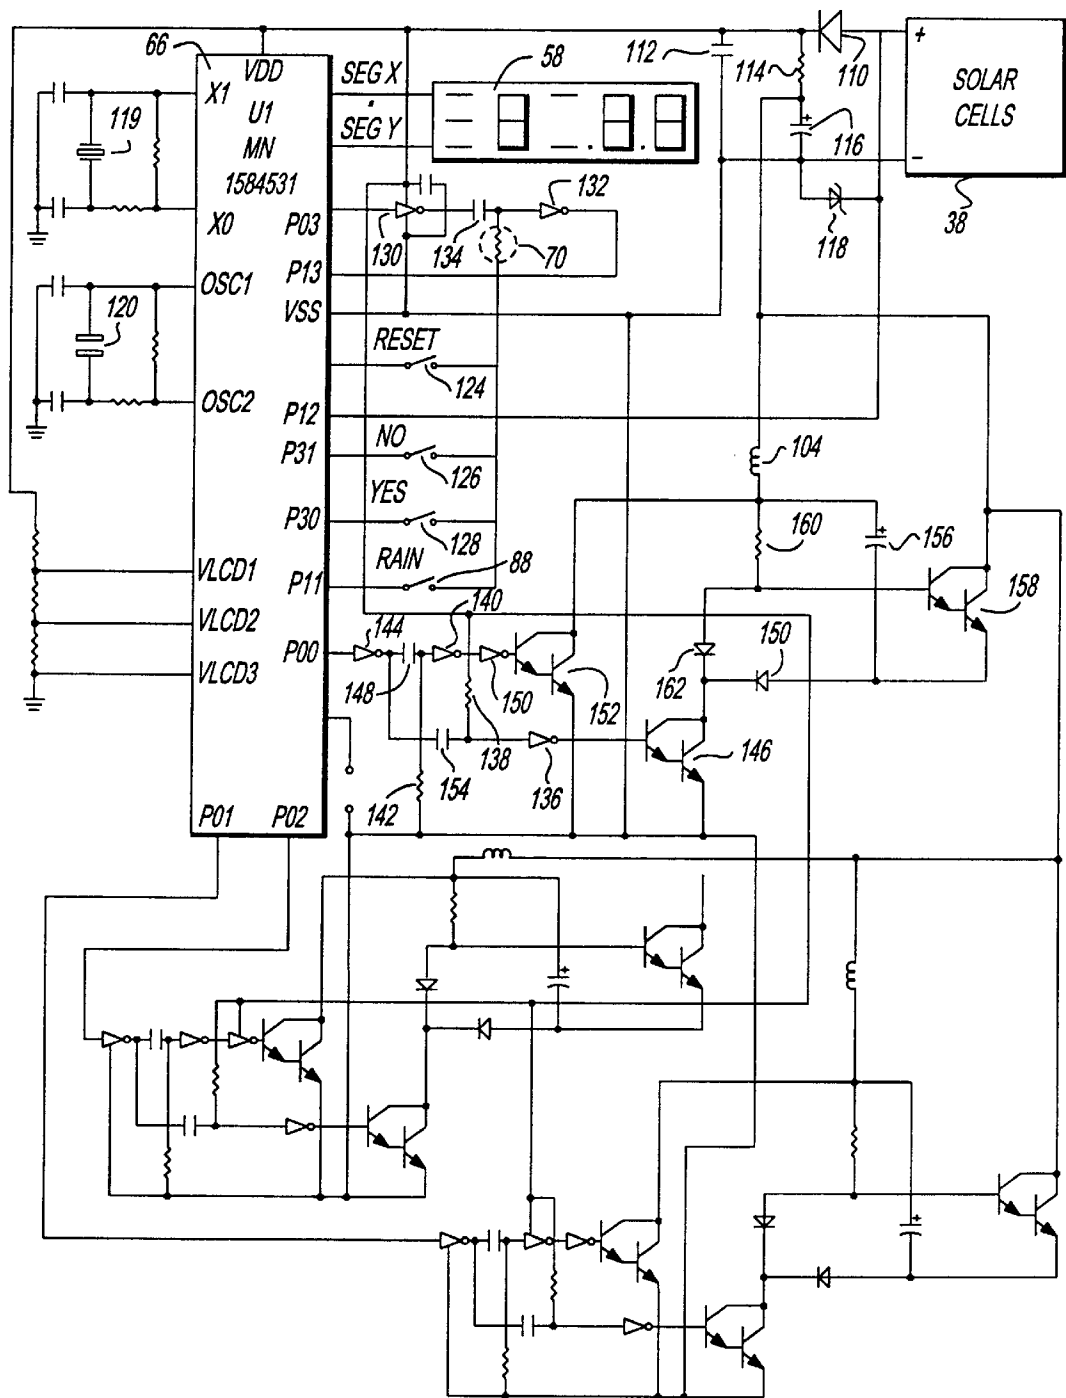 66
VDD
X1
U1
MN
1584531
X0
119
SEG X
SEG Y
58
112
114
110
+
SOLAR
CELLS
−
38
116
118
P03
130
134
132
70
P13
VSS
OSC1
120
OSC2
RESET
124
P12
NO
P31
126
YES
P30
128
RAIN
P11
88
104
160
156
158
VLCD1
VLCD2
VLCD3
P00
144
140
148
150
152
162
150
138
154
142
136
146
P01
P02
+
+
+
+